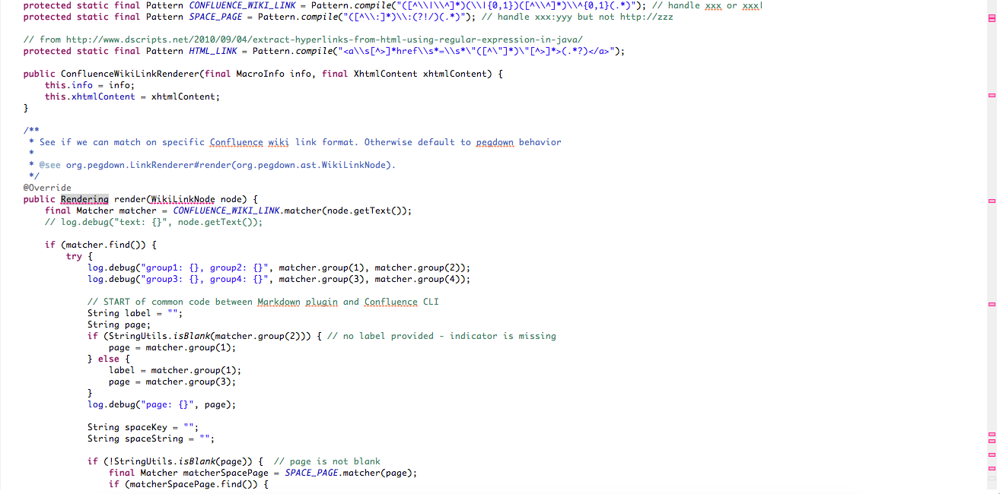 protected static final Pattern CONFLUENCE_WIKI_LINK = Pattern.compile("([^\\|\\^]*)(\\|{0,1})([^\\^]*)\\^{0,1}(.*)"); // handle xxx or xxx|
protected static final Pattern SPACE_PAGE = Pattern.compile("([^\\:]*)\\:(?!/)(.*)"); // handle xxx:yyy but not http://zzz
// from http://www.dscripts.net/2010/09/04/extract-hyperlinks-from-html-using-regular-expression-in-java/
protected static final Pattern HTML_LINK = Pattern.compile("<a\\s[^>]*href\\s*=\\s*\"([^\"]*)\"[^>]*>(.*?)</a>");
public ConfluenceWikiLinkRenderer(final MacroInfo info, final XhtmlContent xhtmlContent) {
this.info = info;
this.xhtmlContent = xhtmlContent;
}
/**
* See if we can match on specific Confluence wiki link format. Otherwise default to pegdown behavior
*
* @see org.pegdown.LinkRenderer#render(org.pegdown.ast.WikiLinkNode).
*/
@Override
public Rendering render(WikiLinkNode node) {
final Matcher matcher = CONFLUENCE_WIKI_LINK.matcher(node.getText());
// log.debug("text: {}", node.getText());
if (matcher.find()) {
try {
log.debug("group1: {}, group2: {}", matcher.group(1), matcher.group(2));
log.debug("group3: {}, group4: {}", matcher.group(3), matcher.group(4));
// START of common code between Markdown plugin and Confluence CLI
String label = "";
String page;
if (StringUtils.isBlank(matcher.group(2))) { // no label provided - indicator is missing
page = matcher.group(1);
} else {
label = matcher.group(1);
page = matcher.group(3);
}
log.debug("page: {}", page);
String spaceKey = "";
String spaceString = "";
if (!StringUtils.isBlank(page)) { // page is not blank
final Matcher matcherSpacePage = SPACE_PAGE.matcher(page);
if (matcherSpacePage.find()) {